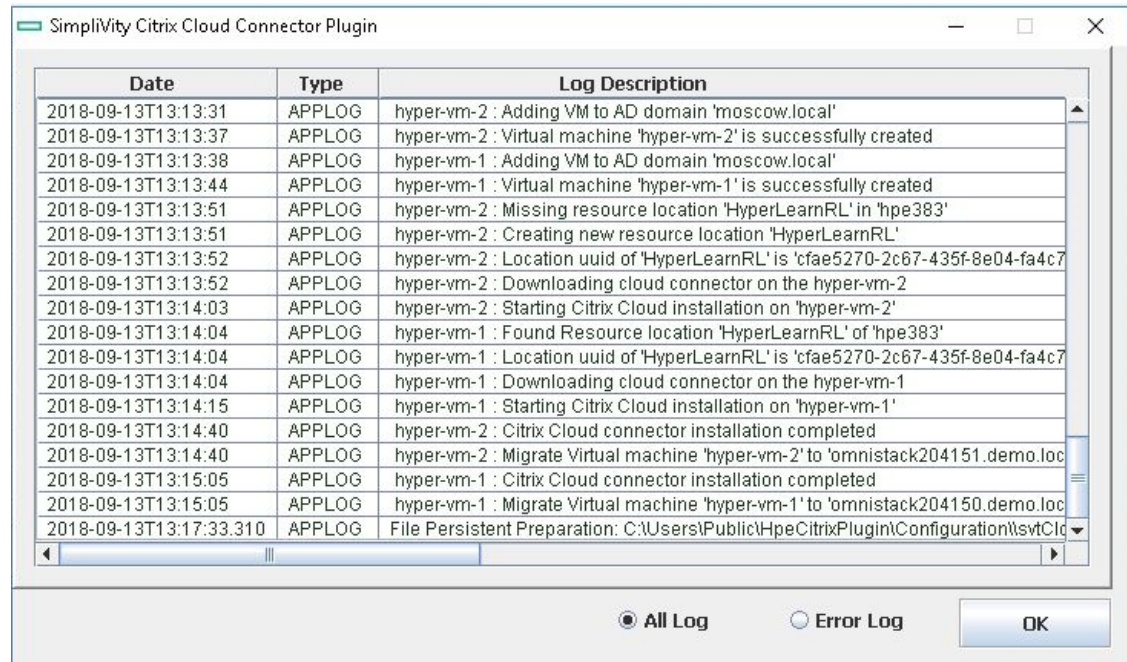 SimpliVity Citrix Cloud Connector Plugin
Date Type Log Description
2018-09-13T13:13:31 APPLOG hyper-vm-2 : Adding VM to AD domain 'moscow.local'
2018-09-13T13:13:37 APPLOG hyper-vm-2 : Virtual machine 'hyper-vm-2' is successfully created
2018-09-13T13:13:38 APPLOG hyper-vm-1 : Adding VM to AD domain 'moscow.local'
2018-09-13T13:13:44 APPLOG hyper-vm-1 : Virtual machine 'hyper-vm-1' is successfully created
2018-09-13T13:13:51 APPLOG hyper-vm-2 : Missing resource location 'HyperLearnRL' in 'hpe383'
2018-09-13T13:13:51 APPLOG hyper-vm-2 : Creating new resource location 'HyperLearnRL'
2018-09-13T13:13:52 APPLOG hyper-vm-2 : Location uuid of 'HyperLearnRL' is 'cfae5270-2c67-435f-8e04-fa4c7
2018-09-13T13:13:52 APPLOG hyper-vm-2 : Downloading cloud connector on the hyper-vm-2
2018-09-13T13:14:03 APPLOG hyper-vm-2 : Starting Citrix Cloud installation on 'hyper-vm-2'
2018-09-13T13:14:04 APPLOG hyper-vm-1 : Found Resource location 'HyperLearnRL' of 'hpe383'
2018-09-13T13:14:04 APPLOG hyper-vm-1 : Location uuid of 'HyperLearnRL' is 'cfae5270-2c67-435f-8e04-fa4c7
2018-09-13T13:14:04 APPLOG hyper-vm-1 : Downloading cloud connector on the hyper-vm-1
2018-09-13T13:14:15 APPLOG hyper-vm-1 : Starting Citrix Cloud installation on 'hyper-vm-1'
2018-09-13T13:14:40 APPLOG hyper-vm-2 : Citrix Cloud connector installation completed
2018-09-13T13:14:40 APPLOG hyper-vm-2 : Migrate Virtual machine 'hyper-vm-2' to 'omnistack204151.demo.loc
2018-09-13T13:15:05 APPLOG hyper-vm-1 : Citrix Cloud connector installation completed
2018-09-13T13:15:05 APPLOG hyper-vm-1 : Migrate Virtual machine 'hyper-vm-1' to 'omnistack204150.demo.loc
2018-09-13T13:17:33.310 APPLOG File Persistent Preparation: C:\Users\Public\HpeCitrixPlugin\Configuration\\svtClo
All Log Error Log OK